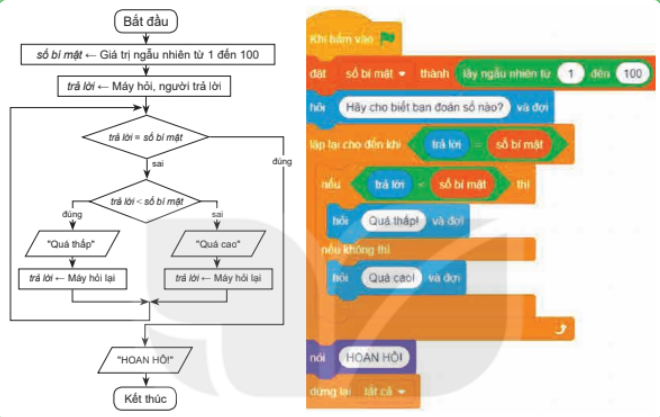 Bắt đầu
số bí mật ← Giá trị ngẫu nhiên từ 1 đến 100
trả lời ← Máy hỏi, người trả lời
trả lời = số bí mật
sai
đúng
trả lời < số bí mật
đúng
sai
"Quá thấp"
"Quá cao"
trả lời ← Máy hỏi lại
trả lời ← Máy hỏi lại
"HOAN HÔ!"
Kết thúc
Khi bấm vào
đặt số bí mật thành lấy ngẫu nhiên từ 1 đến 100
hỏi Hãy cho biết bạn đoán số nào? và đợi
lặp lại cho đến khi trả lời = số bí mật
nếu trả lời < số bí mật thì
hỏi Quá thấp! và đợi
nếu không thì
hỏi Quá cao! và đợi
nói HOAN HÔ!
dừng lại tất cả